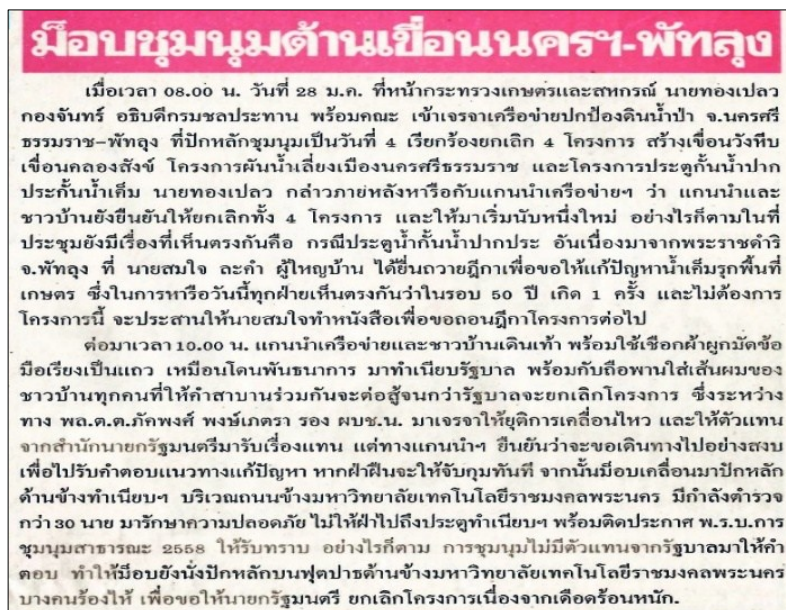 ม็อบชุมนุมต้านเขื่อนนครฯ-พัทลุง
เมื่อเวลา 08.00 น. วันที่ 28 ม.ค. ที่หน้ากระทรวงเกษตรและสหกรณ์ นายทองเปลว
กองจันทร์ อธิบดีกรมชลประทาน พร้อมคณะ เข้าเจรจาเครือข่ายปกป้องดินน้ำป่า จ.นครศรี
ธรรมราช-พัทลุง ที่ปักหลักชุมนุมเป็นวันที่ 4 เรียกร้องยกเลิก 4 โครงการ สร้างเขื่อนวังหีบ
เขื่อนคลองสังข์ โครงการผันน้ำเลี่ยงเมืองนครศรีธรรมราช และโครงการประตูกั้นน้ำปาก
ประกั้นน้ำเค็ม นายทองเปลว กล่าวภายหลังหารือกับแกนนำเครือข่ายฯ ว่า แกนนำและ
ชาวบ้านยังยืนยันให้ยกเลิกทั้ง 4 โครงการ และให้มาเริ่มนับหนึ่งใหม่ อย่างไรก็ตามในที่
ประชุมยังมีเรื่องที่เห็นตรงกันคือ กรณีประตูน้ำกั้นน้ำปากประ อันเนื่องมาจากพระราชดำริ
จ.พัทลุง ที่ นายสมใจ ละคำ ผู้ใหญ่บ้าน ได้ยื่นถวายฎีกาเพื่อขอให้แก้ปัญหาน้ำเค็มรุกพื้นที่
เกษตร ซึ่งในการหารือวันนี้ทุกฝ่ายเห็นตรงกันว่าในรอบ 50 ปี เกิด 1 ครั้ง และไม่ต้องการ
โครงการนี้ จะประสานให้นายสมใจทำหนังสือเพื่อขอถอนฎีกาโครงการต่อไป
ต่อมาเวลา 10.00 น. แกนนำเครือข่ายและชาวบ้านเดินเท้า พร้อมใช้เชือกผ้าผูกมัดข้อ
มือเรียงเป็นแถว เหมือนโดนพันธนาการ มาทำเนียบรัฐบาล พร้อมกับถือพานใส่เส้นผมของ
ชาวบ้านทุกคนที่ให้คำสาบานร่วมกันจะต่อสู้จนกว่ารัฐบาลจะยกเลิกโครงการ ซึ่งระหว่าง
ทาง พล.ต.ต.ภัคพงศ์ พงษ์เภตรา รอง ผบช.น. มาเจรจาให้ยุติการเคลื่อนไหว และให้ตัวแทน
จากสำนักนายกรัฐมนตรีมารับเรื่องแทน แต่ทางแกนนำฯ ยืนยันว่าจะขอเดินทางไปอย่างสงบ
เพื่อไปรับคำตอบแนวทางแก้ปัญหา หากฝ่าฝืนจะให้จับกุมทันที จากนั้นม็อบเคลื่อนมาปักหลัก
ด้านข้างทำเนียบฯ บริเวณถนนข้างมหาวิทยาลัยเทคโนโลยีราชมงคลพระนคร มีกำลังตำรวจ
กว่า 30 นาย มารักษาความปลอดภัย ไม่ให้ฝ่าไปถึงประตูทำเนียบฯ พร้อมติดประกาศ พ.ร.บ.การ
ชุมนุมสาธารณะ 2558 ให้รับทราบ อย่างไรก็ตาม การชุมนุมไม่มีตัวแทนจากรัฐบาลมาให้คำ
ตอบ ทำให้ม็อบยังนั่งปักหลักบนฟุตปาธด้านข้างมหาวิทยาลัยเทคโนโลยีราชมงคลพระนคร
บางคนร้องไห้ เพื่อขอให้นายกรัฐมนตรี ยกเลิกโครงการเนื่องจากเดือดร้อนหนัก.